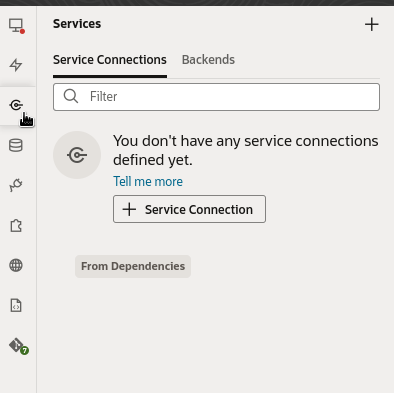 Services
Service Connections
Backends
Filter
You don't have any service connections
defined yet.
Tell me more
Service Connection
From Dependencies
?